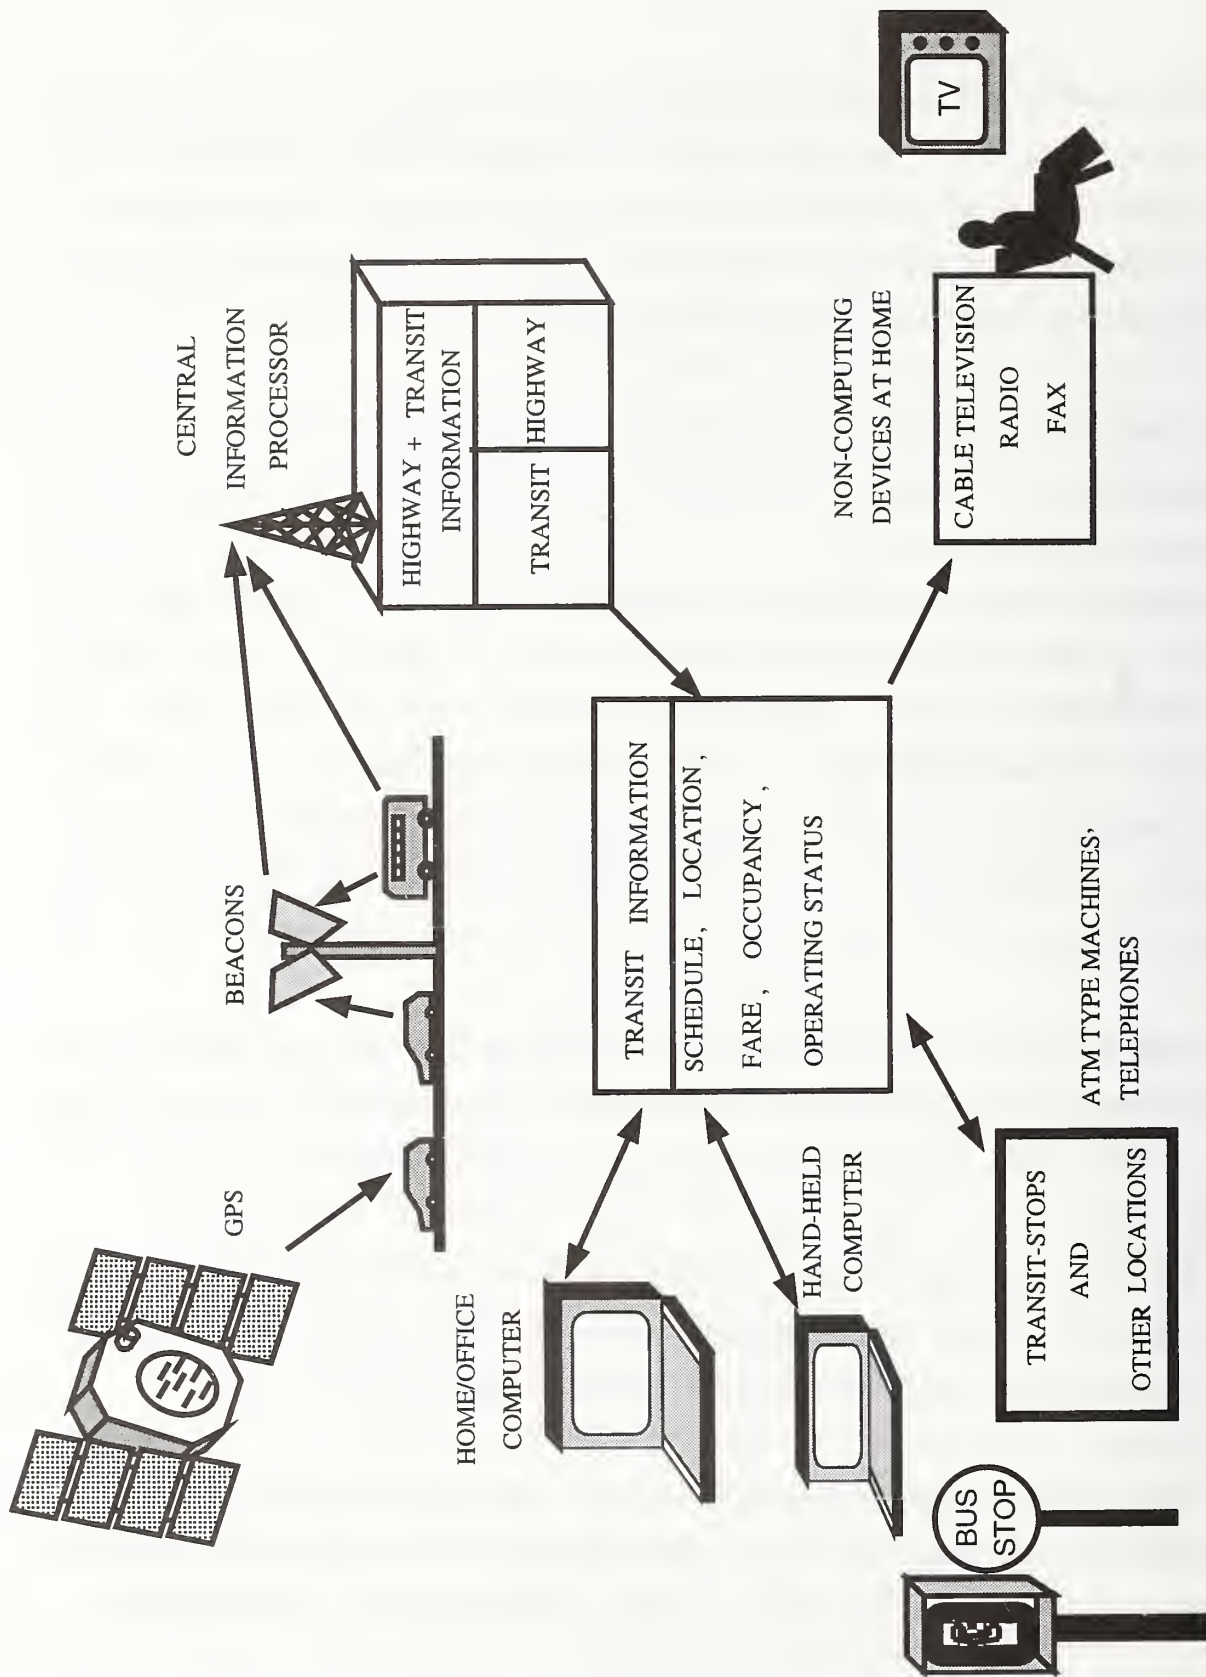 GPS
BEACONS
CENTRAL
INFORMATION
PROCESSOR
HIGHWAY + TRANSIT
INFORMATION
TRANSIT
HIGHWAY
HOME/OFFICE
COMPUTER
TRANSIT INFORMATION
SCHEDULE, LOCATION,
FARE, OCCUPANCY,
OPERATING STATUS
HAND-HELD
COMPUTER
NON-COMPUTING
DEVICES AT HOME
CABLE TELEVISION
RADIO
FAX
TV
BUS
STOP
TRANSIT-STOPS
AND
OTHER LOCATIONS
ATM TYPE MACHINES,
TELEPHONES